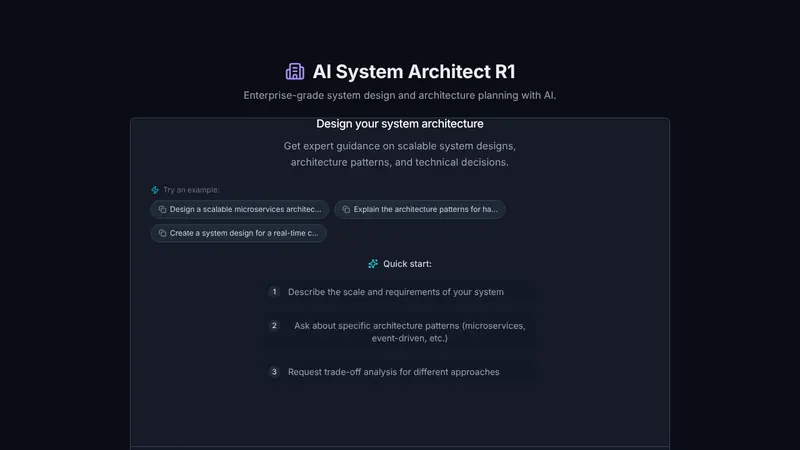 AI System Architect R1
Enterprise-grade system design and architecture planning with AI.
Design your system architecture
Get expert guidance on scalable system designs,
architecture patterns, and technical decisions.
Try an example:
Design a scalable microservices architec...
Explain the architecture patterns for ha...
Create a system design for a real-time c...
Quick start:
1 Describe the scale and requirements of your system
2 Ask about specific architecture patterns (microservices,
event-driven, etc.)
3 Request trade-off analysis for different approaches